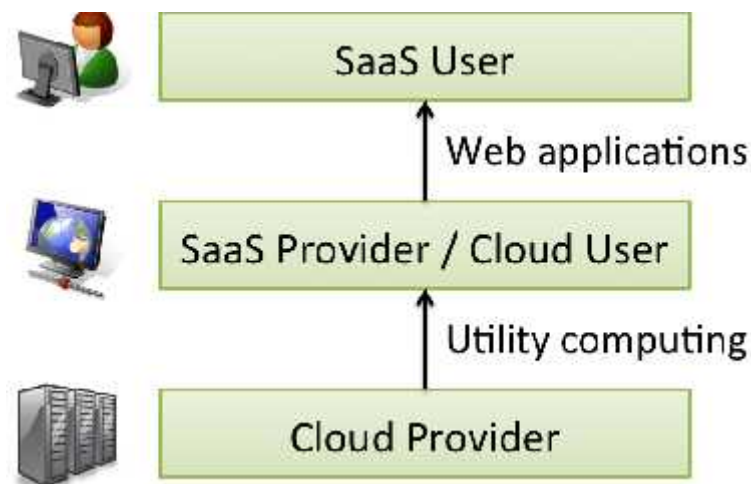 SaaS User
Web applications
SaaS Provider / Cloud User
Utility computing
Cloud Provider